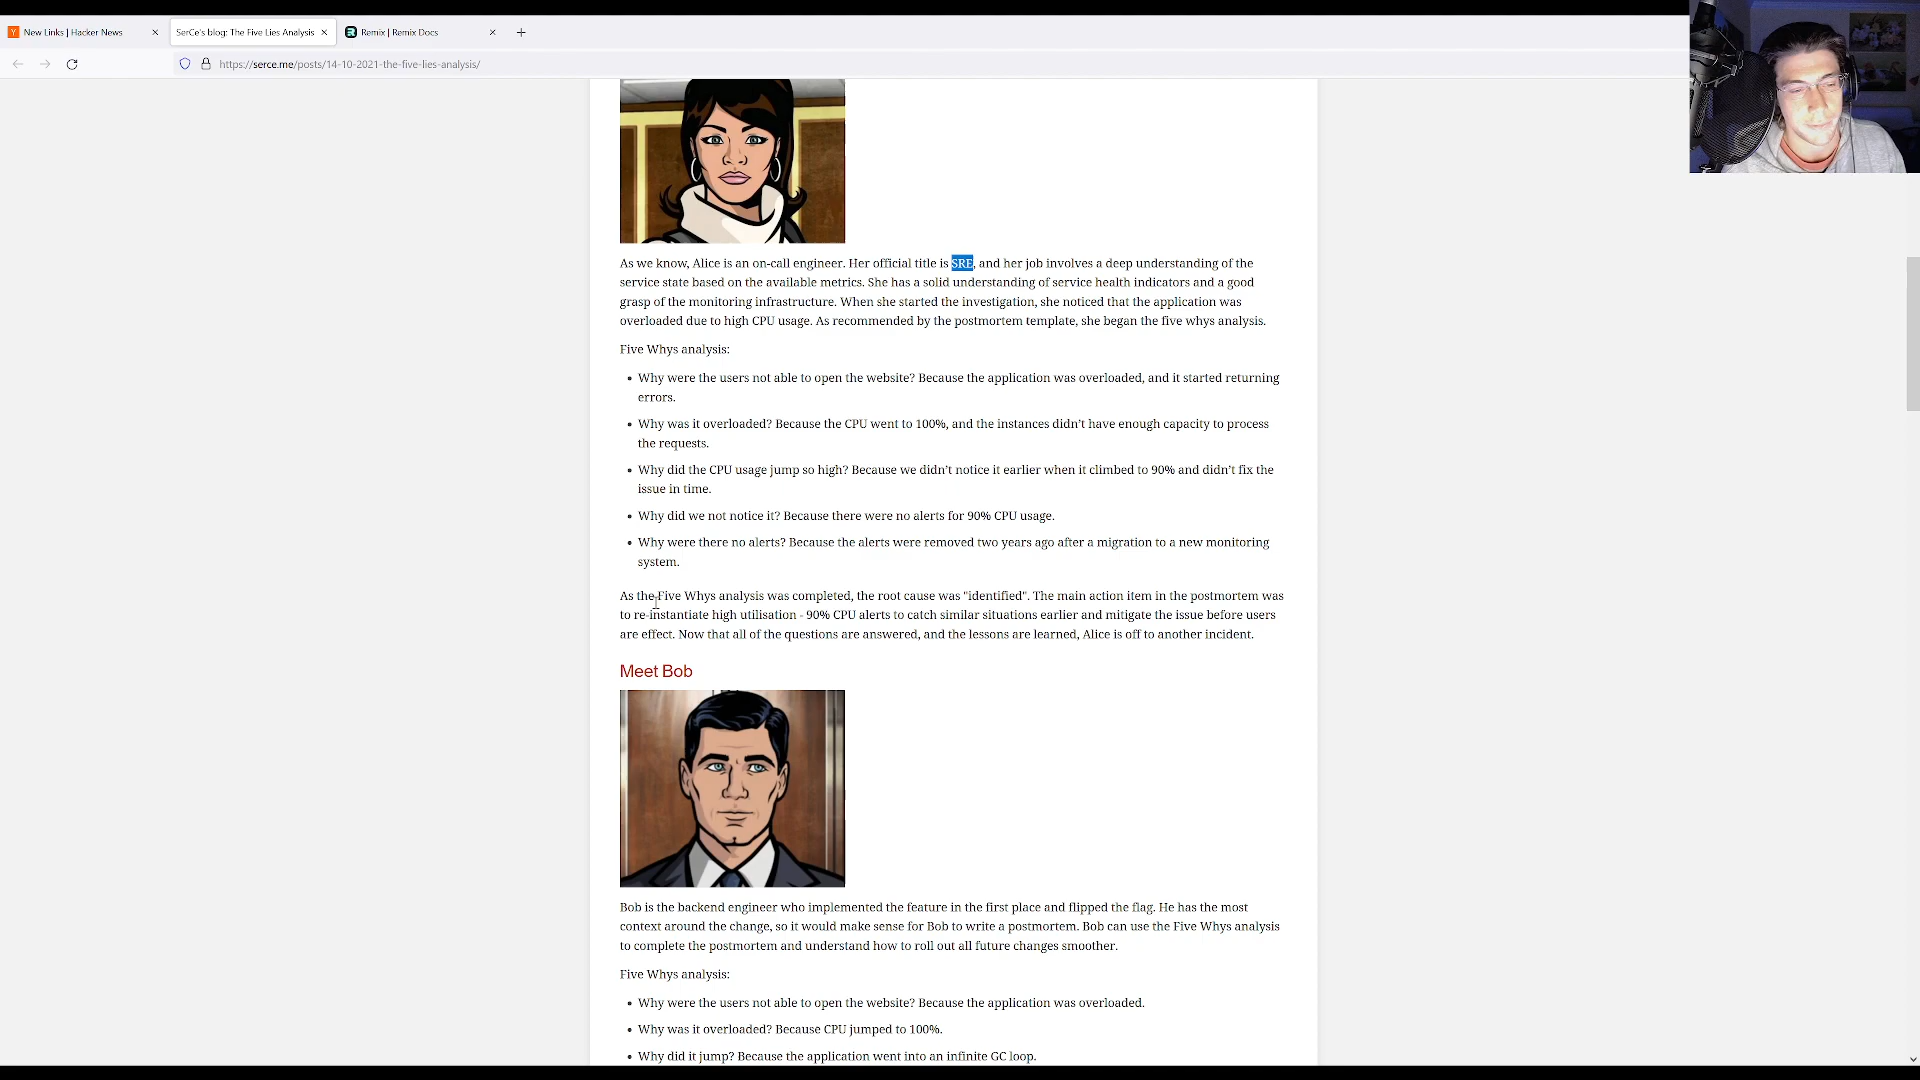 New Links | Hacker News
SerCe's blog: The Five Lies Analysis
Remix | Remix Docs
https://serce.me/posts/14-10-2021-the-five-lies-analysis/
As we know, Alice is an on-call engineer. Her official title is SRE, and her job involves a deep understanding of the
service state based on the available metrics. She has a solid understanding of service health indicators and a good
grasp of the monitoring infrastructure. When she started the investigation, she noticed that the application was
overloaded due to high CPU usage. As recommended by the postmortem template, she began the five whys analysis.
Five Whys analysis:
• Why were the users not able to open the website? Because the application was overloaded, and it started returning
errors.
• Why was it overloaded? Because the CPU went to 100%, and the instances didn't have enough capacity to process
the requests.
• Why did the CPU usage jump so high? Because we didn't notice it earlier when it climbed to 90% and didn't fix the
issue in time.
• Why did we not notice it? Because there were no alerts for 90% CPU usage.
• Why were there no alerts? Because the alerts were removed two years ago after a migration to a new monitoring
system.
As the Five Whys analysis was completed, the root cause was "identified". The main action item in the postmortem was
to re-instantiate high utilisation - 90% CPU alerts to catch similar situations earlier and mitigate the issue before users
are effect. Now that all of the questions are answered, and the lessons are learned, Alice is off to another incident.
Meet Bob
Bob is the backend engineer who implemented the feature in the first place and flipped the flag. He has the most
context around the change, so it would make sense for Bob to write a postmortem. Bob can use the Five Whys analysis
to complete the postmortem and understand how to roll out all future changes smoother.
Five Whys analysis:
• Why were the users not able to open the website? Because the application was overloaded.
• Why was it overloaded? Because CPU jumped to 100%.
• Why did it jump? Because the application went into an infinite GC loop.